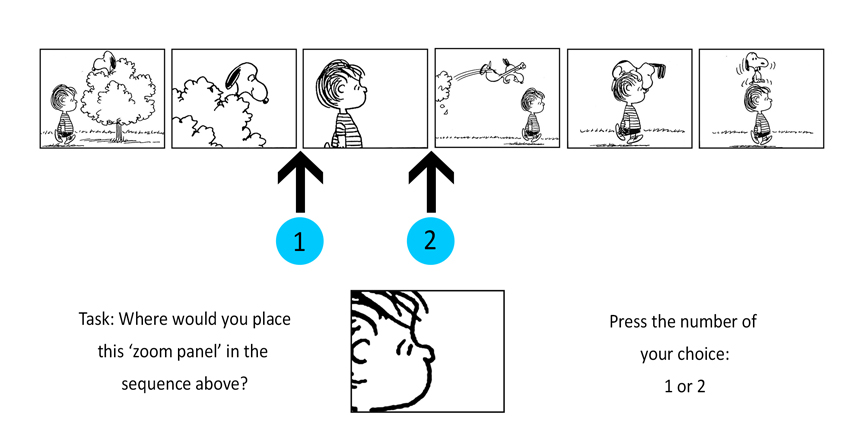 1
2
Task: Where would you place
this ‘zoom panel’ in the
sequence above?
Press the number of
your choice:
1 or 2